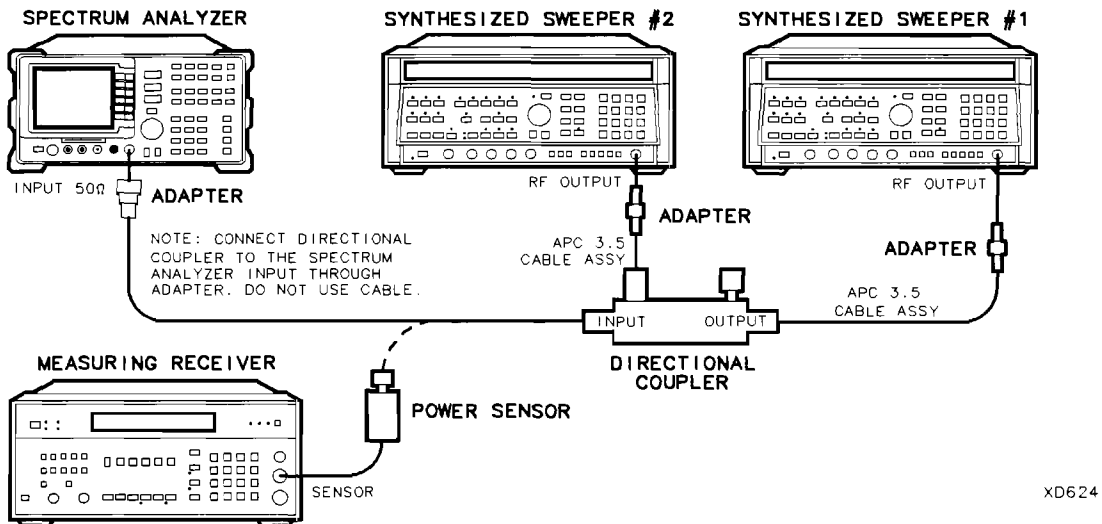 SPECTRUM ANALYZER
SYNTHESIZED SWEEPER #2
SYNTHESIZED SWEEPER #1
INPUT 50Ω
ADAPTER
RF OUTPUT
RF OUTPUT
ADAPTER
NOTE: CONNECT DIRECTIONAL
COUPLER TO THE SPECTRUM
ANALYZER INPUT THROUGH
ADAPTER. DO NOT USE CABLE.
APC 3.5
CABLE ASSY
ADAPTER
APC 3.5
CABLE ASSY
INPUT
OUTPUT
DIRECTIONAL
COUPLER
MEASURING RECEIVER
POWER SENSOR
SENSOR
XD624